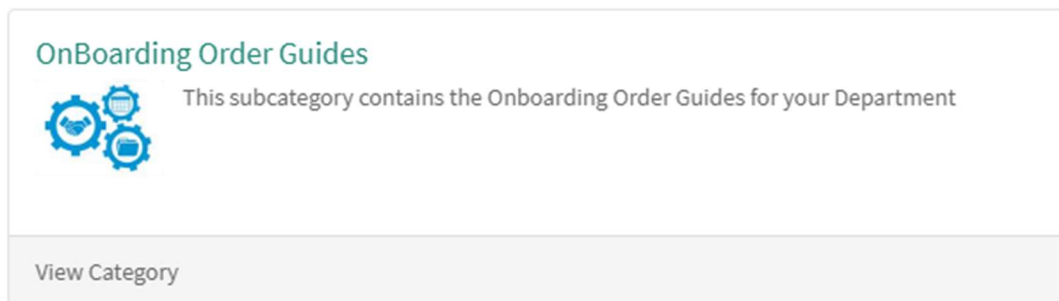 OnBoarding Order Guides
This subcategory contains the Onboarding Order Guides for your Department
View Category